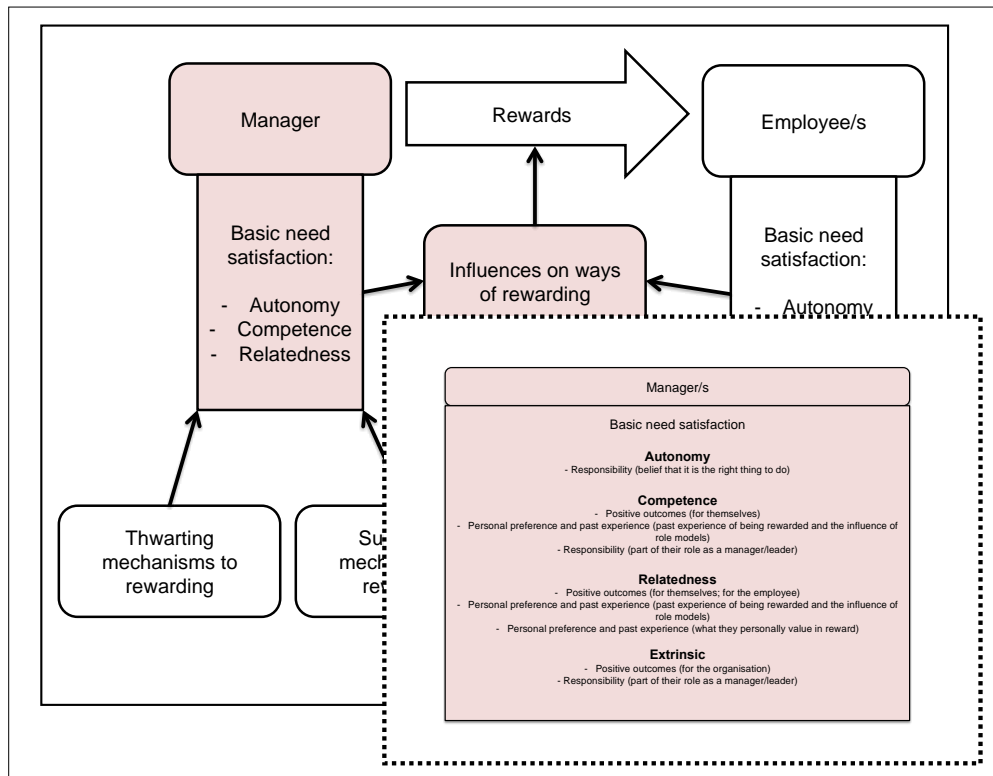 Manager
Rewards
Employee/s
Basic need
satisfaction:
- Autonomy
- Competence
- Relatedness
Influences on ways
of rewarding
Basic need
satisfaction:
- Autonomy
Thwarting
mechanisms to
rewarding
Manager/s
Basic need satisfaction
Autonomy
- Responsibility (belief that it is the right thing to do)
Competence
- Positive outcomes (for themselves)
- Personal preference and past experience (past experience of being rewarded and the influence of
role models)
- Responsibility (part of their role as a manager/leader)
Relatedness
- Positive outcomes (for themselves; for the employee)
- Personal preference and past experience (past experience of being rewarded and the influence of
role models)
- Personal preference and past experience (what they personally value in reward)
Extrinsic
- Positive outcomes (for the organisation)
- Responsibility (part of their role as a manager/leader)